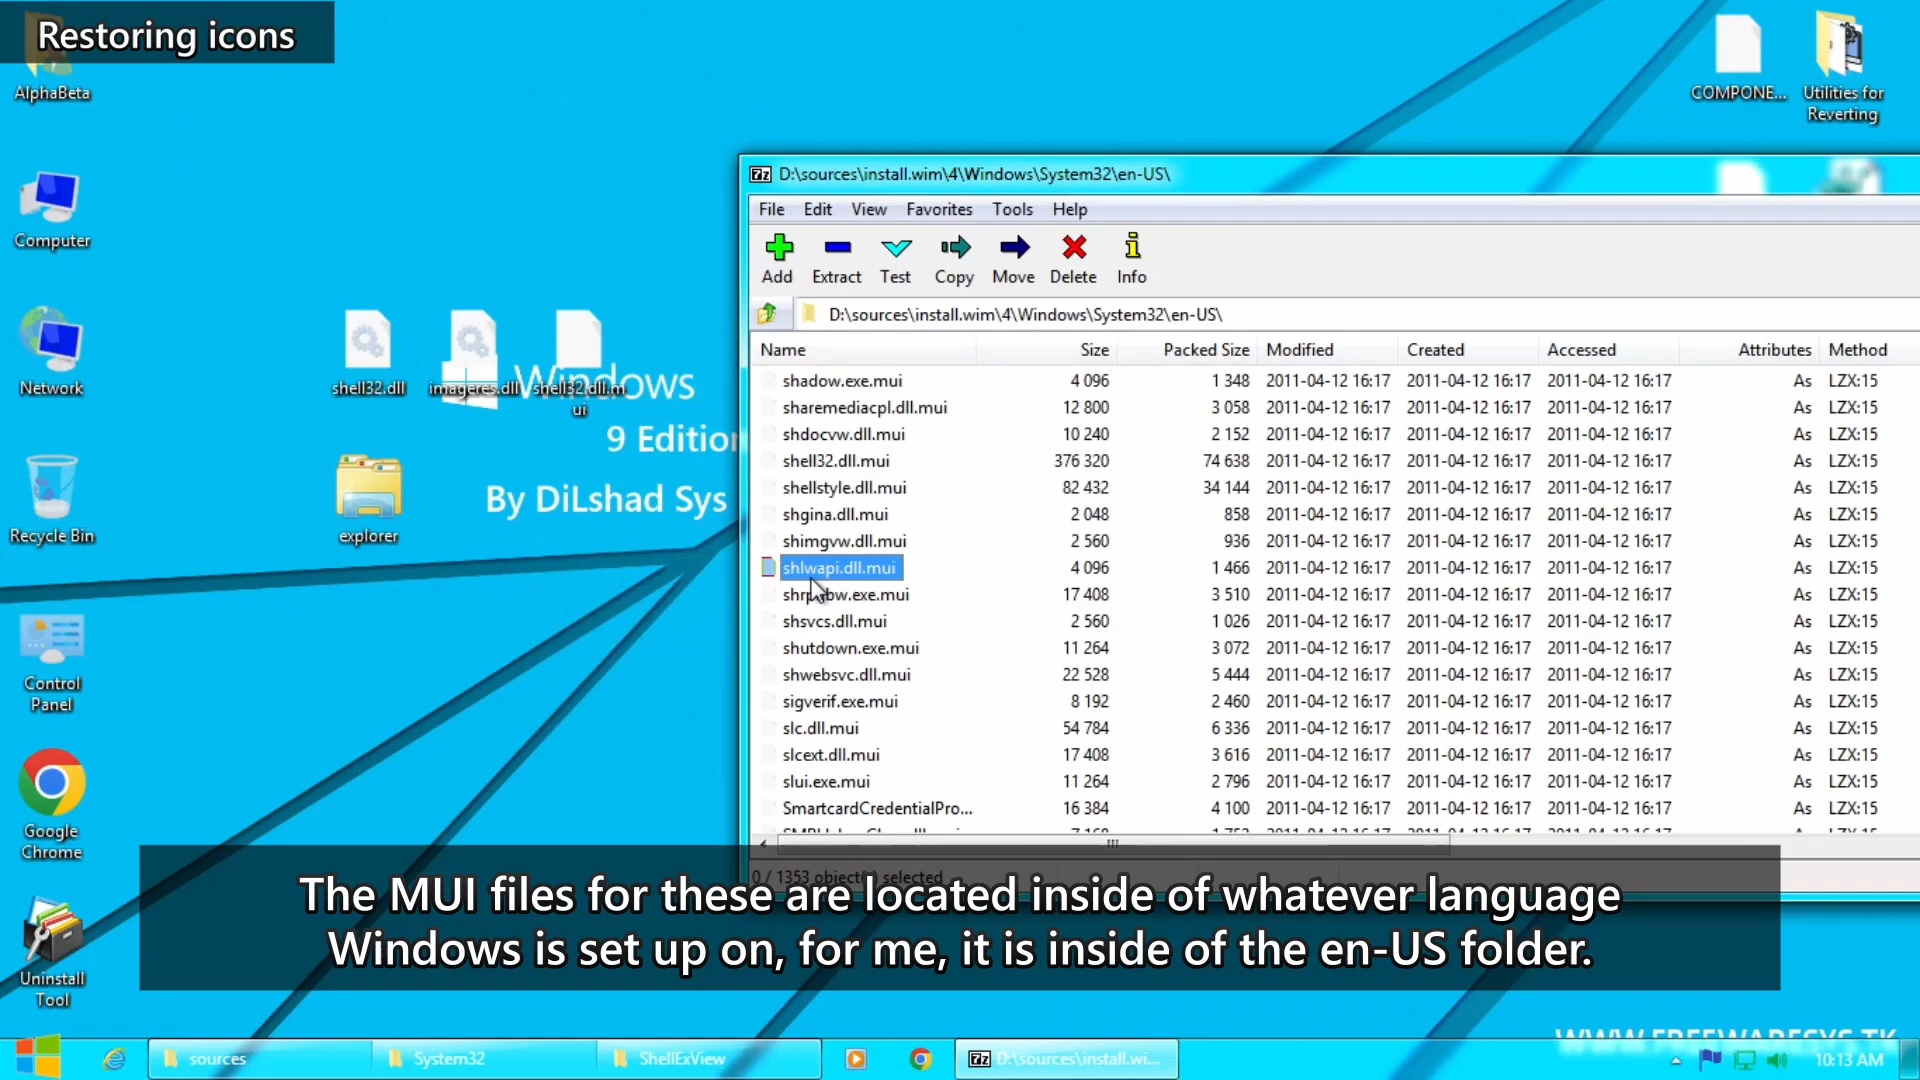 Restoring icons
AlphaBeta
Computer
Network
Recycle Bin
Control
Panel
Google
Chrome
Uninstall
Tool
COMPONE...
Utilities for
Reverting
shell32.dll
imageres.dll
shell32.dll.m
ui
explorer
Windows
9 Edition
By DiLshad Sys
D:\sources\install.wim\4\Windows\System32\en-US\
File Edit View Favorites Tools Help
Add Extract Test Copy Move Delete Info
D:\sources\install.wim\4\Windows\System32\en-US\
Name Size Packed Size Modified Created Accessed Attributes Method
shadow.exe.mui 4 096 1 348 2011-04-12 16:17 2011-04-12 16:17 2011-04-12 16:17 As LZX:15
sharemediacpl.dll.mui 12 800 3 058 2011-04-12 16:17 2011-04-12 16:17 2011-04-12 16:17 As LZX:15
shdocvw.dll.mui 10 240 2 152 2011-04-12 16:17 2011-04-12 16:17 2011-04-12 16:17 As LZX:15
shell32.dll.mui 376 320 74 638 2011-04-12 16:17 2011-04-12 16:17 2011-04-12 16:17 As LZX:15
shellstyle.dll.mui 82 432 34 144 2011-04-12 16:17 2011-04-12 16:17 2011-04-12 16:17 As LZX:15
shgina.dll.mui 2 048 858 2011-04-12 16:17 2011-04-12 16:17 2011-04-12 16:17 As LZX:15
shimgvw.dll.mui 2 560 936 2011-04-12 16:17 2011-04-12 16:17 2011-04-12 16:17 As LZX:15
shlwapi.dll.mui 4 096 1 466 2011-04-12 16:17 2011-04-12 16:17 2011-04-12 16:17 As LZX:15
17 408 3 510 2011-04-12 16:17 2011-04-12 16:17 2011-04-12 16:17 As LZX:15
shsvcs.dll.mui 2 560 1 026 2011-04-12 16:17 2011-04-12 16:17 2011-04-12 16:17 As LZX:15
shutdown.exe.mui 11 264 3 072 2011-04-12 16:17 2011-04-12 16:17 2011-04-12 16:17 As LZX:15
shwebsvc.dll.mui 22 528 5 444 2011-04-12 16:17 2011-04-12 16:17 2011-04-12 16:17 As LZX:15
sigverif.exe.mui 8 192 2 460 2011-04-12 16:17 2011-04-12 16:17 2011-04-12 16:17 As LZX:15
slc.dll.mui 54 784 6 336 2011-04-12 16:17 2011-04-12 16:17 2011-04-12 16:17 As LZX:15
slcext.dll.mui 17 408 3 616 2011-04-12 16:17 2011-04-12 16:17 2011-04-12 16:17 As LZX:15
slui.exe.mui 11 264 2 796 2011-04-12 16:17 2011-04-12 16:17 2011-04-12 16:17 As LZX:15
SmartcardCredentialPro... 16 384 4 100 2011-04-12 16:17 2011-04-12 16:17 2011-04-12 16:17 As LZX:15
0 / 1353 object(s) selected
The MUI files for these are located inside of whatever language
Windows is set up on, for me, it is inside of the en-US folder.
WWW.FREEWARESYS.TK
sources
System32
ShellExView
D:\sources\install.wi...
10:13 AM